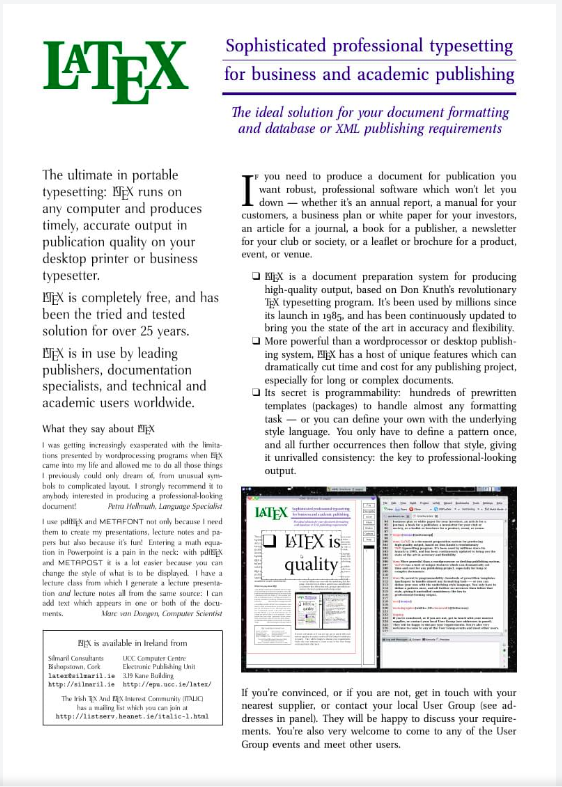 LATEX
Sophisticated professional typesetting
for business and academic publishing
The ideal solution for your document formatting
and database or XML publishing requirements
The ultimate in portable
typesetting: LATEX runs on
any computer and produces
timely, accurate output in
publication quality on your
desktop printer or business
typesetter.
LATEX is completely free, and has
been the tried and tested
solution for over 25 years.
LATEX is in use by leading
publishers, documentation
specialists, and technical and
academic users worldwide.
What they say about LATEX
I was getting increasingly exasperated with the limita-
tions presented by wordprocessing programs when LATEX
came into my life and allowed me to do all those things
I previously could only dream of, from unusual sym-
bols to complicated layout. I strongly recommend it to
anybody interested in producing a professional-looking
document! Petra Hollmuth, Language Specialist
I use pdfLATEX and METAFONT not only because I need
them to create my presentations, lecture notes and pa-
pers but also because it's fun! Entering a math equa-
tion in Powerpoint is a pain in the neck: with pdfLATEX
and METAPOST it is a lot easier because you can
change the style of what is to be displayed. I have a
lecture class from which I generate a lecture presenta-
tion and lecture notes all from the same source: I can
add text which appears in one or both of the docu-
ments. Marc van Dongen, Computer Scientist
LATEX is available in Ireland from
Silmaril Consultants
Bishopstown, Cork
latex@silmaril.ie
http://silmaril.ie
UCC Computer Centre
Electronic Publishing Unit
3.19 Kane Building
http://epu.ucc.ie/latex/
The Irish TEX And LATEX Interest Community (ITALIC)
has a mailing list which you can join at
http://listserv.heanet.ie/italic-l.html
IF you need to produce a document for publication you
want robust, professional software which won't let you
down — whether it's an annual report, a manual for your
customers, a business plan or white paper for your investors,
an article for a journal, a book for a publisher, a newsletter
for your club or society, or a leaflet or brochure for a product,
event, or venue.
❑ LATEX is a document preparation system for producing
high-quality output, based on Don Knuth's revolutionary
TEX typesetting program. It's been used by millions since
its launch in 1985, and has been continuously updated to
bring you the state of the art in accuracy and flexibility.
❑ More powerful than a wordprocessor or desktop publish-
ing system, LATEX has a host of unique features which can
dramatically cut time and cost for any publishing project,
especially for long or complex documents.
❑ Its secret is programmability: hundreds of prewritten
templates (packages) to handle almost any formatting
task — or you can define your own with the underlying
style language. You only have to define a pattern once,
and all further occurrences then follow that style, giving
it unrivalled consistency: the key to professional-looking
output.
LATEX
❑ LATEX is
quality
If you're convinced, or if you are not, get in touch with your
nearest supplier, or contact your local User Group (see ad-
dresses in panel). They will be happy to discuss your require-
ments. You're also very welcome to come to any of the User
Group events and meet other users.